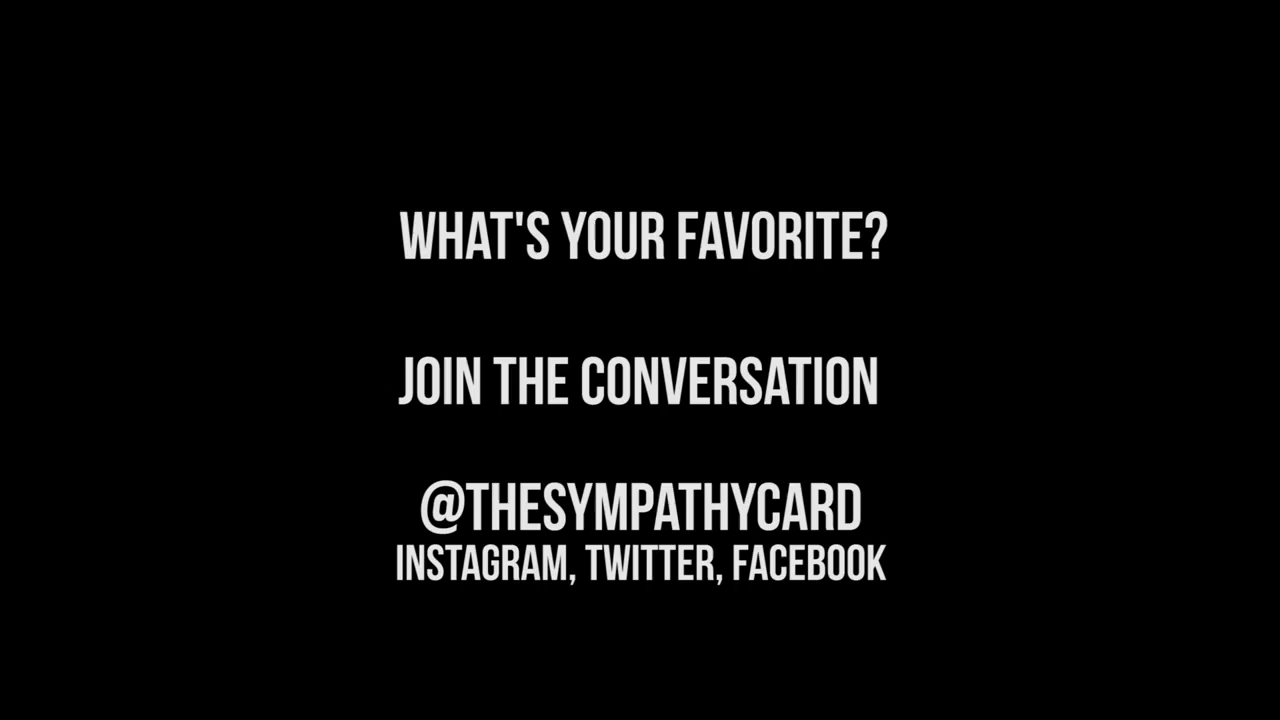 WHAT'S YOUR FAVORITE?
JOIN THE CONVERSATION
@THESYMPATHYCARD
INSTAGRAM, TWITTER, FACEBOOK